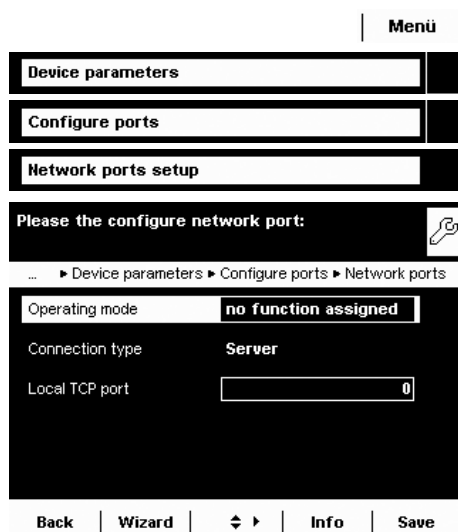 Menü
Device parameters
Configure ports
Network ports setup
Please the configure network port:
... ▸ Device parameters ▸ Configure ports ▸ Network ports
Operating mode no function assigned
Connection type Server
Local TCP port 0
Back Wizard Info Save